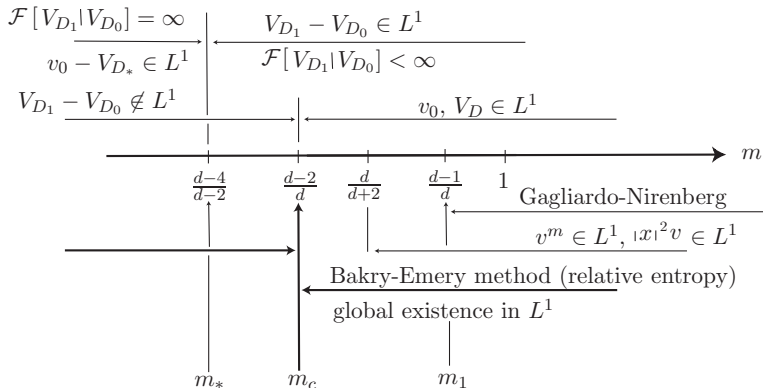 $\mathcal{F}[V_{D_1}|V_{D_0}] = \infty$
$V_{D_1} - V_{D_0} \in L^1$
$v_0 - V_{D_*} \in L^1$
$\mathcal{F}[V_{D_1}|V_{D_0}] < \infty$
$V_{D_1} - V_{D_0} \notin L^1$
$v_0, V_D \in L^1$
$m$
$\frac{d-4}{d-2}$
$\frac{d-2}{d}$
$\frac{d}{d+2}$
$\frac{d-1}{d}$
$1$
Gagliardo-Nirenberg
$v^m \in L^1, |x|^2 v \in L^1$
Bakry-Emery method (relative entropy)
global existence in $L^1$
$m_*$
$m_c$
$m_1$